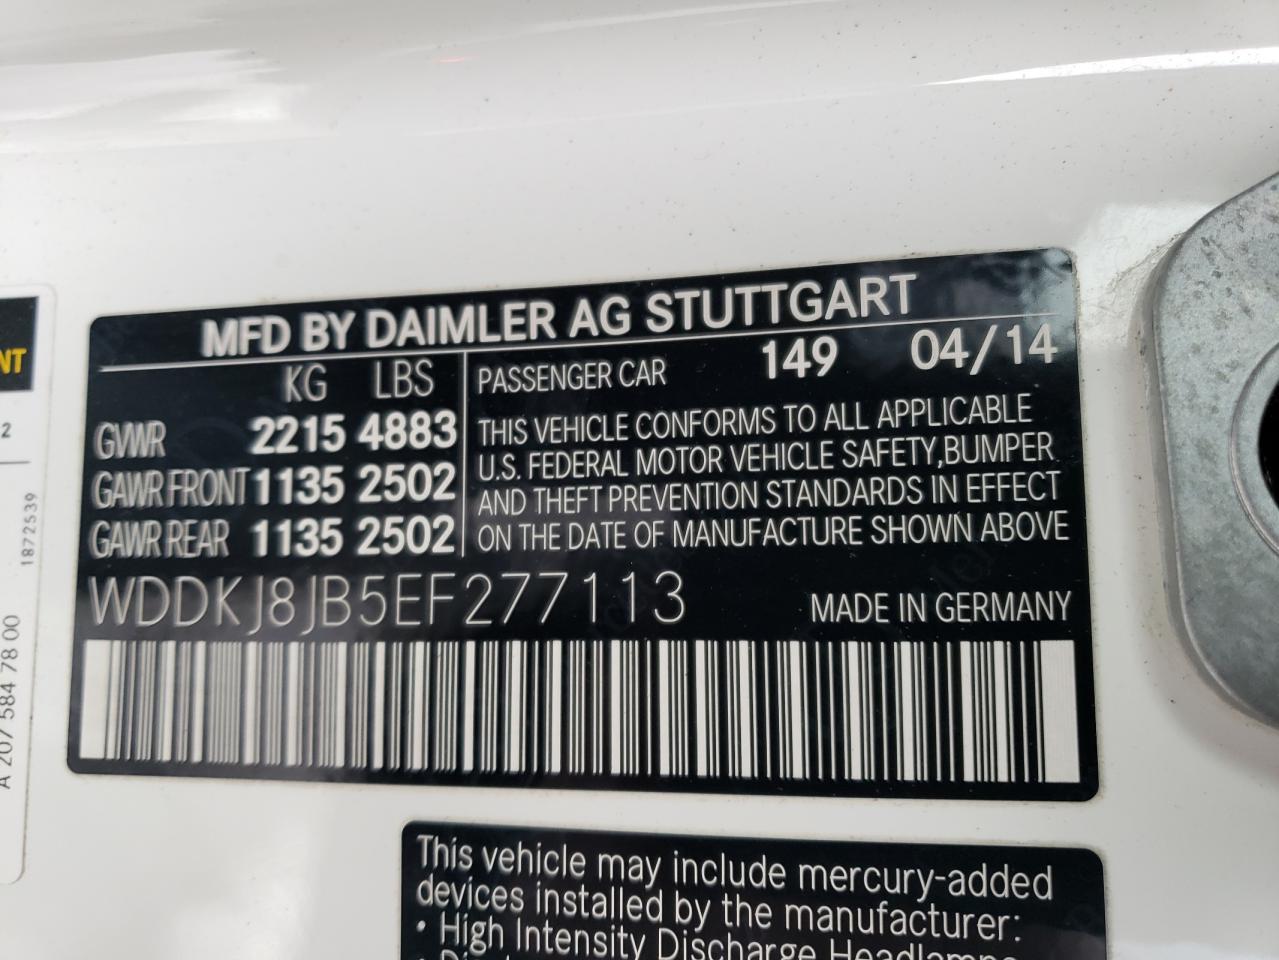 MFD BY DAIMLER AG STUTTGART
KG LBS
GVWR 2215 4883
GAWR FRONT 1135 2502
GAWR REAR 1135 2502
PASSENGER CAR 149 04/14
THIS VEHICLE CONFORMS TO ALL APPLICABLE
U.S. FEDERAL MOTOR VEHICLE SAFETY, BUMPER
AND THEFT PREVENTION STANDARDS IN EFFECT
ON THE DATE OF MANUFACTURE SHOWN ABOVE
WDDKJ8JB5EF277113 MADE IN GERMANY
This vehicle may include mercury-added
devices installed by the manufacturer:
• High Intensity Discharge
NT
2
1872539
A 207 584 78 00